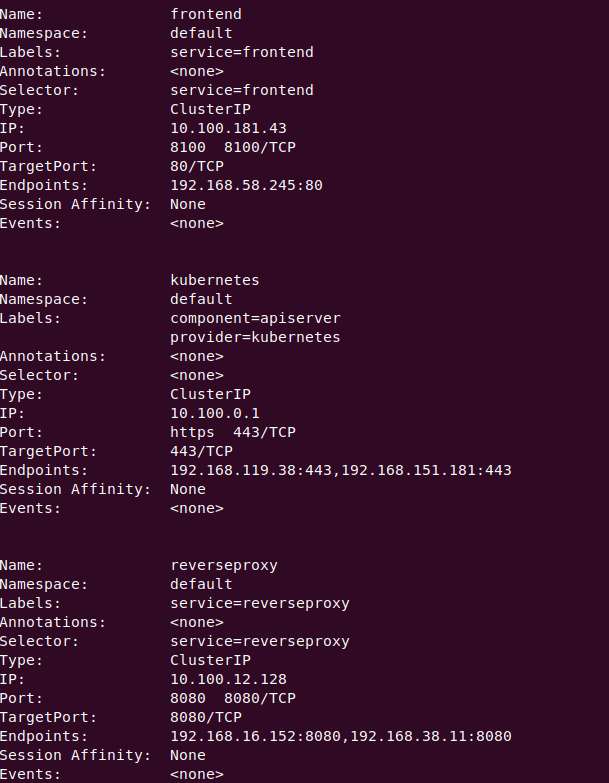 Name:              frontend
Namespace:         default
Labels:            service=frontend
Annotations:       <none>
Selector:          service=frontend
Type:              ClusterIP
IP:                10.100.181.43
Port:              8100  8100/TCP
TargetPort:        80/TCP
Endpoints:         192.168.58.245:80
Session Affinity:  None
Events:            <none>
Name:              kubernetes
Namespace:         default
Labels:            component=apiserver
                   provider=kubernetes
Annotations:       <none>
Selector:          <none>
Type:              ClusterIP
IP:                10.100.0.1
Port:              https  443/TCP
TargetPort:        443/TCP
Endpoints:         192.168.119.38:443,192.168.151.181:443
Session Affinity:  None
Events:            <none>
Name:              reverseproxy
Namespace:         default
Labels:            service=reverseproxy
Annotations:       <none>
Selector:          service=reverseproxy
Type:              ClusterIP
IP:                10.100.12.128
Port:              8080  8080/TCP
TargetPort:        8080/TCP
Endpoints:         192.168.16.152:8080,192.168.38.11:8080
Session Affinity:  None
Events:            <none>